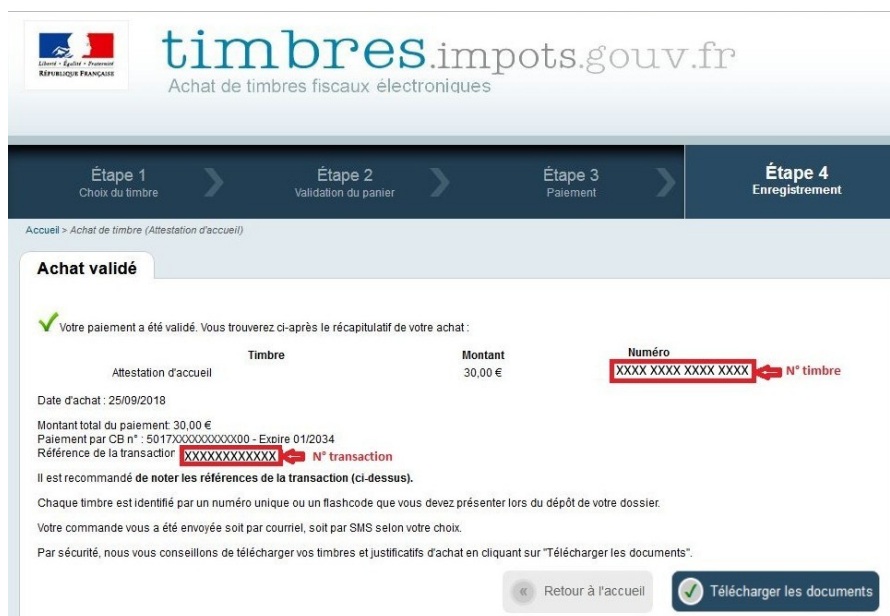 timbres.impots.gouv.fr
Achat de timbres fiscaux électroniques
Liberté • Égalité • Fraternité
RÉPUBLIQUE FRANÇAISE
Étape 1
Choix du timbre
Étape 2
Validation du panier
Étape 3
Paiement
Étape 4
Enregistrement
Accueil > Achat de timbre (Attestation d'accueil)
Achat validé
Votre paiement a été validé. Vous trouverez ci-après le récapitulatif de votre achat :
Timbre Montant Numéro
Attestation d'accueil 30,00 € XXXX XXXX XXXX XXXX N° timbre
Date d'achat : 25/09/2018
Montant total du paiement: 30,00 €
Paiement par CB n° : 5017XXXXXXXXXX00 - Expire 01/2034
Référence de la transaction XXXXXXXXXXXX N° transaction
Il est recommandé de noter les références de la transaction (ci-dessus).
Chaque timbre est identifié par un numéro unique ou un flashcode que vous devez présenter lors du dépôt de votre dossier.
Votre commande vous a été envoyée soit par courriel, soit par SMS selon votre choix.
Par sécurité, nous vous conseillons de télécharger vos timbres et justificatifs d'achat en cliquant sur "Télécharger les documents".
Retour à l'accueil
Télécharger les documents